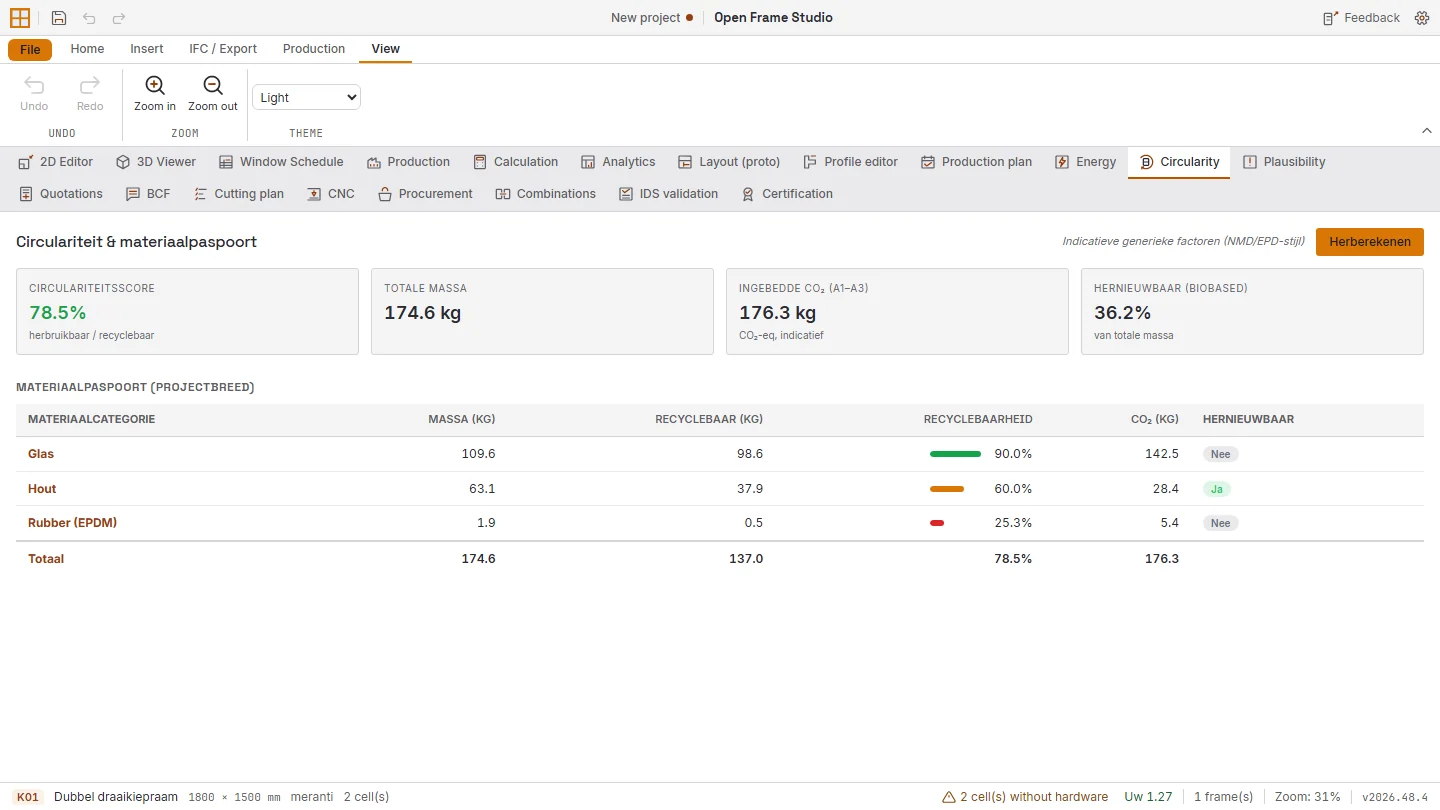 New project Open Frame Studio Feedback
File Home Insert IFC / Export Production View
Undo Redo Zoom in Zoom out Light
UNDO ZOOM THEME
2D Editor 3D Viewer Window Schedule Production Calculation Analytics Layout (proto) Profile editor Production plan Energy Circularity Plausibility
Quotations BCF Cutting plan CNC Procurement Combinations IDS validation Certification
Circulariteit & materiaalpaspoort Indicatieve generieke factoren (NMD/EPD-stijl) Herberekenen
CIRCULARITEITSSCORE TOTALE MASSA INGEBEDDE CO₂ (A1–A3) HERNIEUWBAAR (BIOBASED)
78.5% 174.6 kg 176.3 kg 36.2%
herbruikbaar / recyclebaar CO₂-eq, indicatief van totale massa
MATERIAALPASPOORT (PROJECTBREED)
MATERIAALCATEGORIE MASSA (KG) RECYCLEBAAR (KG) RECYCLEBAARHEID CO₂ (KG) HERNIEUWBAAR
Glas 109.6 98.6 90.0% 142.5 Nee
Hout 63.1 37.9 60.0% 28.4 Ja
Rubber (EPDM) 1.9 0.5 25.3% 5.4 Nee
Totaal 174.6 137.0 78.5% 176.3
K01 Dubbel draaikiepraam 1800 × 1500 mm meranti 2 cell(s) 2 cell(s) without hardware Uw 1.27 1 frame(s) Zoom: 31% v2026.48.4